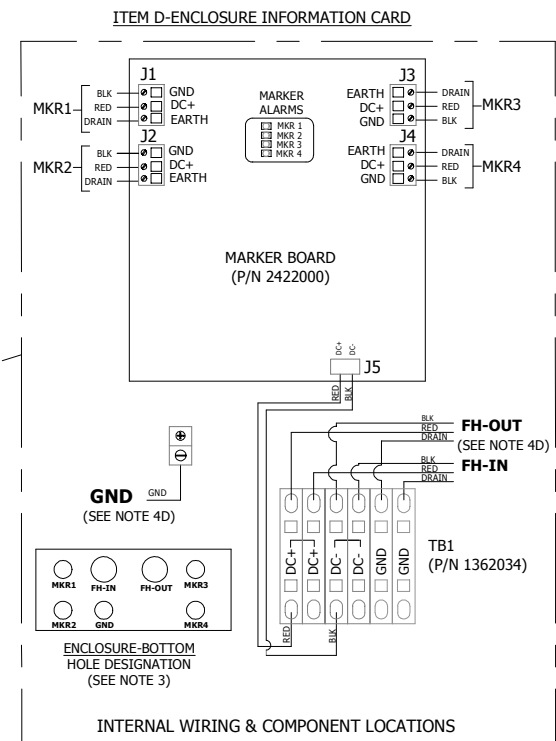 ITEM D-ENCLOSURE INFORMATION CARD
J1
BLK
GND
MKR1
RED
DC+
DRAIN
EARTH
J2
BLK
GND
MKR2
RED
DC+
DRAIN
EARTH
MARKER
ALARMS
MKR 1
MKR 2
MKR 3
MKR 4
J3
EARTH
DRAIN
DC+
RED
MKR3
GND
BLK
J4
EARTH
DRAIN
DC+
RED
MKR4
GND
BLK
MARKER BOARD
(P/N 2422000)
DC+
DC-
J5
RED
BLK
BLK
RED
DRAIN
FH-OUT
(SEE NOTE 4D)
BLK
RED
DRAIN
FH-IN
GND
GND
(SEE NOTE 4D)
DC+
DC+
DC-
DC-
GND
GND
TB1
(P/N 1362034)
RED
BLK
MKR1
FH-IN
FH-OUT
MKR3
MKR2
GND
MKR4
ENCLOSURE-BOTTOM
HOLE DESIGNATION
(SEE NOTE 3)
INTERNAL WIRING & COMPONENT LOCATIONS